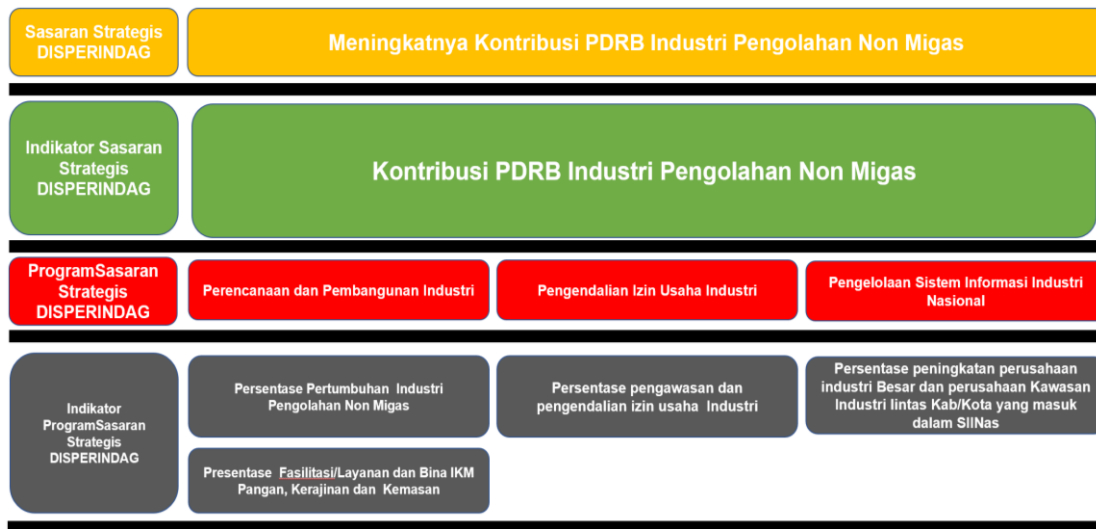 Sasaran Strategis
DISPERINDAG
Meningkatnya Kontribusi PDRB Industri Pengolahan Non Migas
Indikator Sasaran
Strategis
DISPERINDAG
Kontribusi PDRB Industri Pengolahan Non Migas
ProgramSasaran
Strategis
DISPERINDAG
Perencanaan dan Pembangunan Industri
Pengendalian Izin Usaha Industri
Pengelolaan Sistem Informasi Industri
Nasional
Indikator
ProgramSasaran
Strategis
DISPERINDAG
Persentase Pertumbuhan Industri
Pengolahan Non Migas
Persentase pengawasan dan
pengendalian izin usaha Industri
Persentase peningkatan perusahaan
industri Besar dan perusahaan Kawasan
Industri lintas Kab/Kota yang masuk
dalam SIINas
Presentase Fasilitasi/Layanan dan Bina IKM
Pangan, Kerajinan dan Kemasan